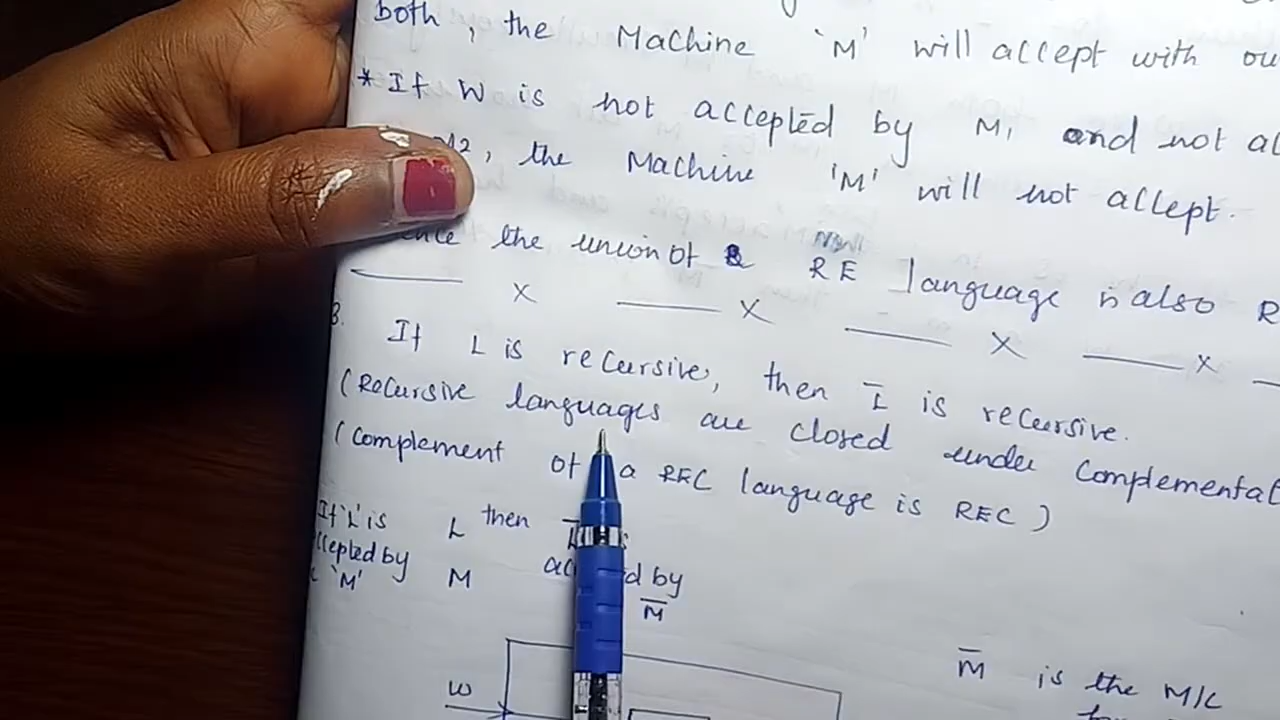 both, the Machine 'M' will accept with ou
* If W is not accepted by M1 and not al
M2, the Machine 'M' will not accept.
the union of RE language is also R
x x x x
3. If L is recursive, then L̅ is recursive.
(Recursive languages are closed under Complementat
(Complement of a REC language is REC)
If 'L' is L then L̅
accepted by by
'M' M M̅
M̅ is the M/C
w